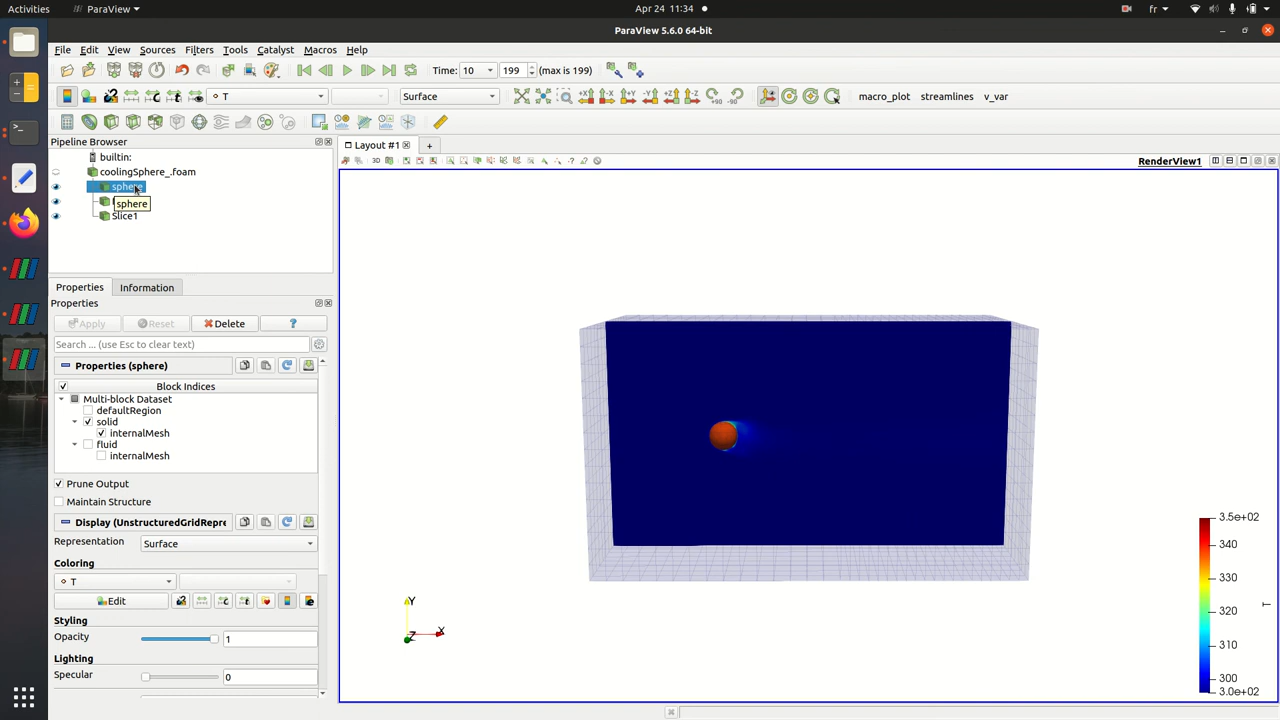 Activities
ParaView
Apr 24 11:34
fr
ParaView 5.6.0 64-bit
File Edit View Sources Filters Tools Catalyst Macros Help
Time: 10 199 (max is 199)
T Surface macro_plot streamlines v_var
Pipeline Browser
builtin:
coolingSphere_.foam
sphere
sphere
Slice1
Layout #1
3D
RenderView1
Properties Information
Properties
Apply Reset Delete ?
Search ... (use Esc to clear text)
Properties (sphere)
Block Indices
Multi-block Dataset
defaultRegion
solid
internalMesh
fluid
internalMesh
Prune Output
Maintain Structure
Display (UnstructuredGridRepre
Representation Surface
Coloring
T
Edit
Styling
Opacity 1
Lighting
Specular 0
Y
X
Z
3.5e+02
340
330
320
310
300
3.0e+02
T